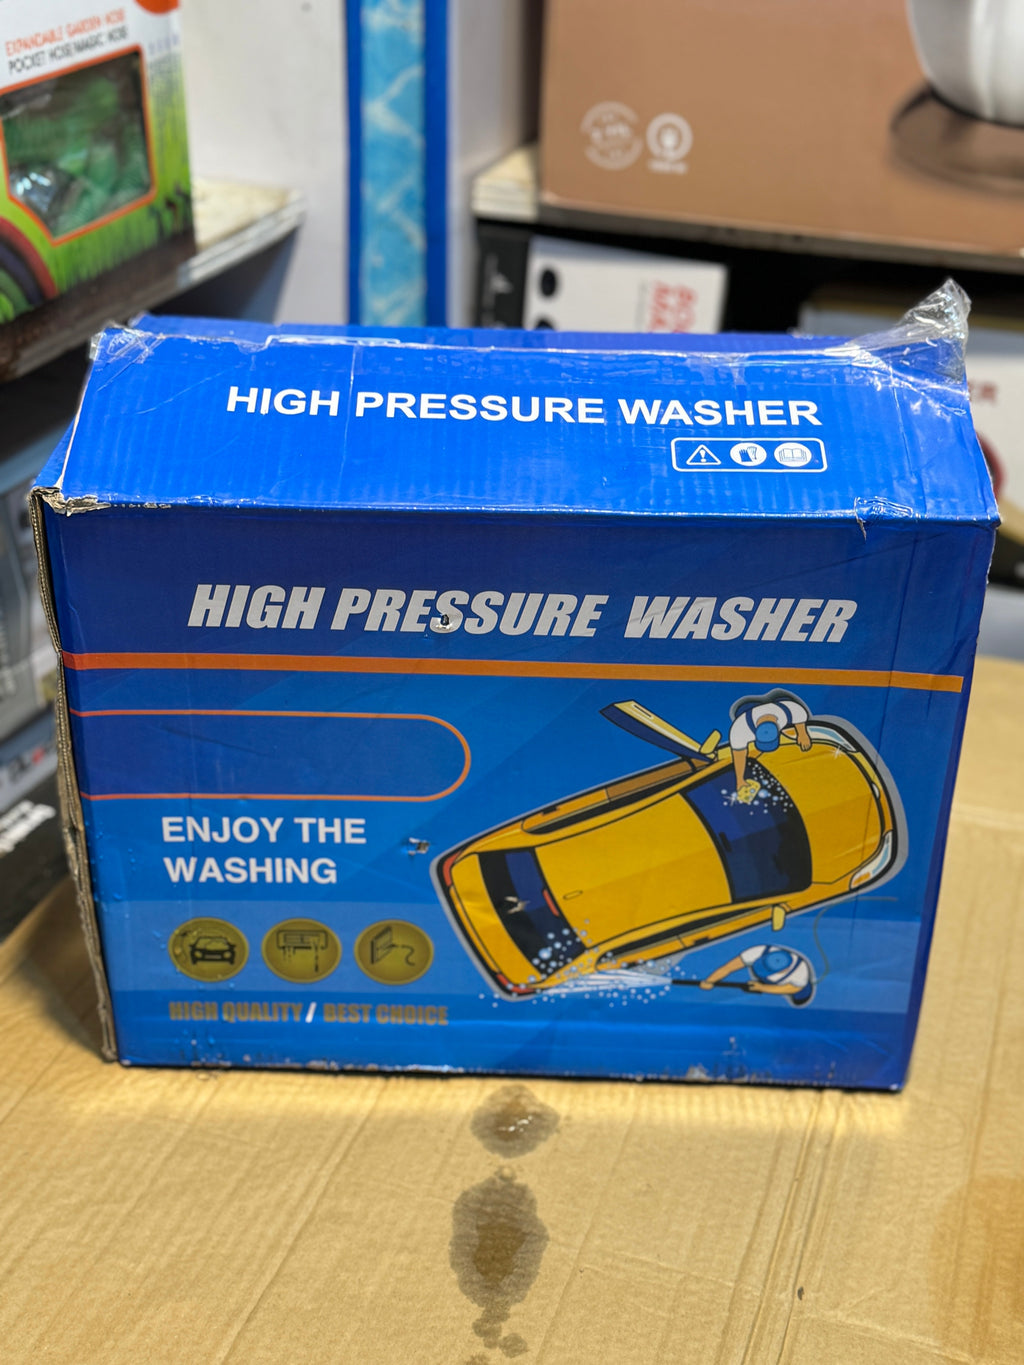 EXPANDABLE GARDEN HOSE
POCKET HOSE/MAGIC HOSE
HIGH PRESSURE WASHER
HIGH PRESSURE WASHER
ENJOY THE
WASHING
HIGH QUALITY / BEST CHOICE